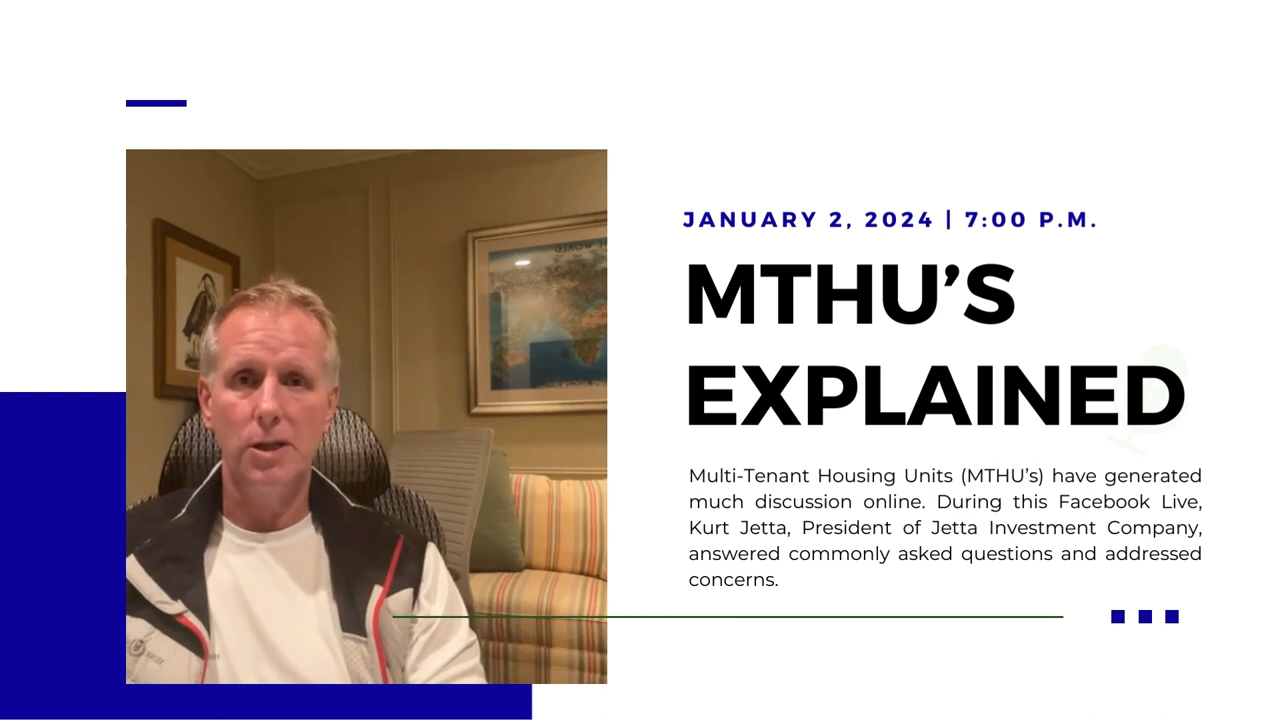 JANUARY 2, 2024 | 7:00 P.M.
MTHU’S
EXPLAINED
Multi-Tenant Housing Units (MTHU’s) have generated
much discussion online. During this Facebook Live,
Kurt Jetta, President of Jetta Investment Company,
answered commonly asked questions and addressed
concerns.